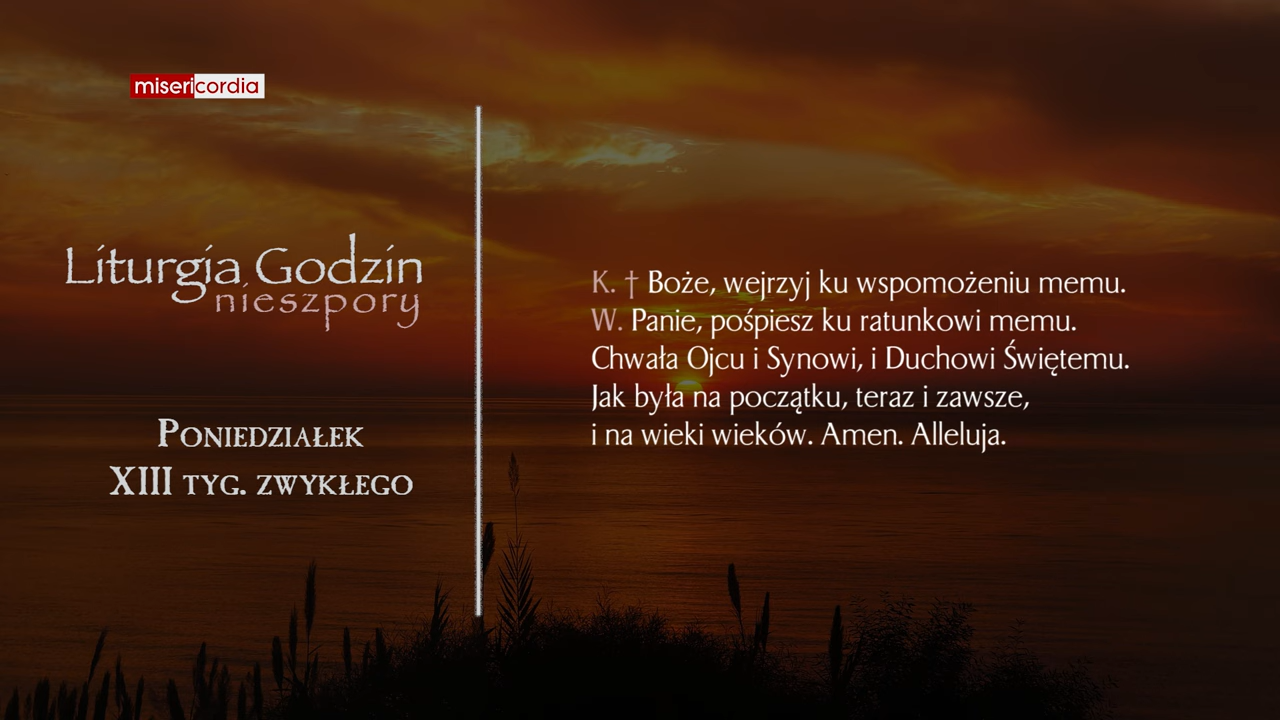 misericordia
Liturgia Godzin
nieszpory
Poniedziałek
XIII tyg. zwykłego
K. † Boże, wejrzyj ku wspomożeniu memu.
W. Panie, pośpiesz ku ratunkowi memu.
Chwała Ojcu i Synowi, i Duchowi Świętemu.
Jak była na początku, teraz i zawsze,
i na wieki wieków. Amen. Alleluja.